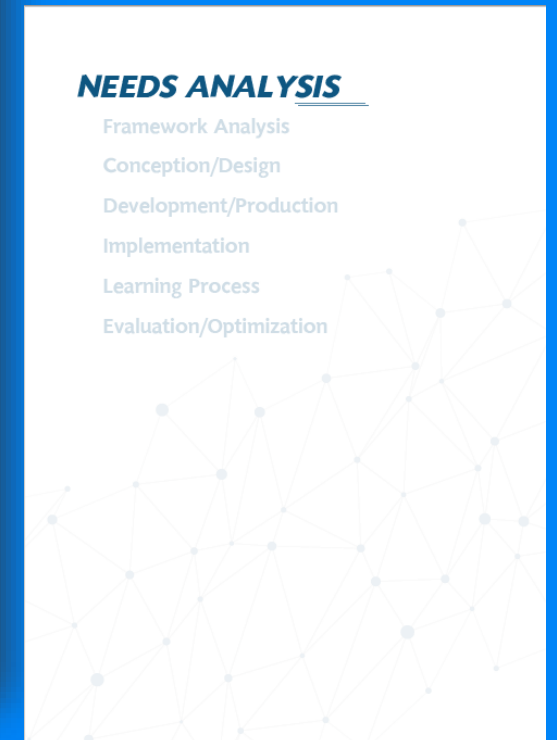 NEEDS ANALYSIS
Framework Analysis
Conception/Design
Development/Production
Implementation
Learning Process
Evaluation/Optimization